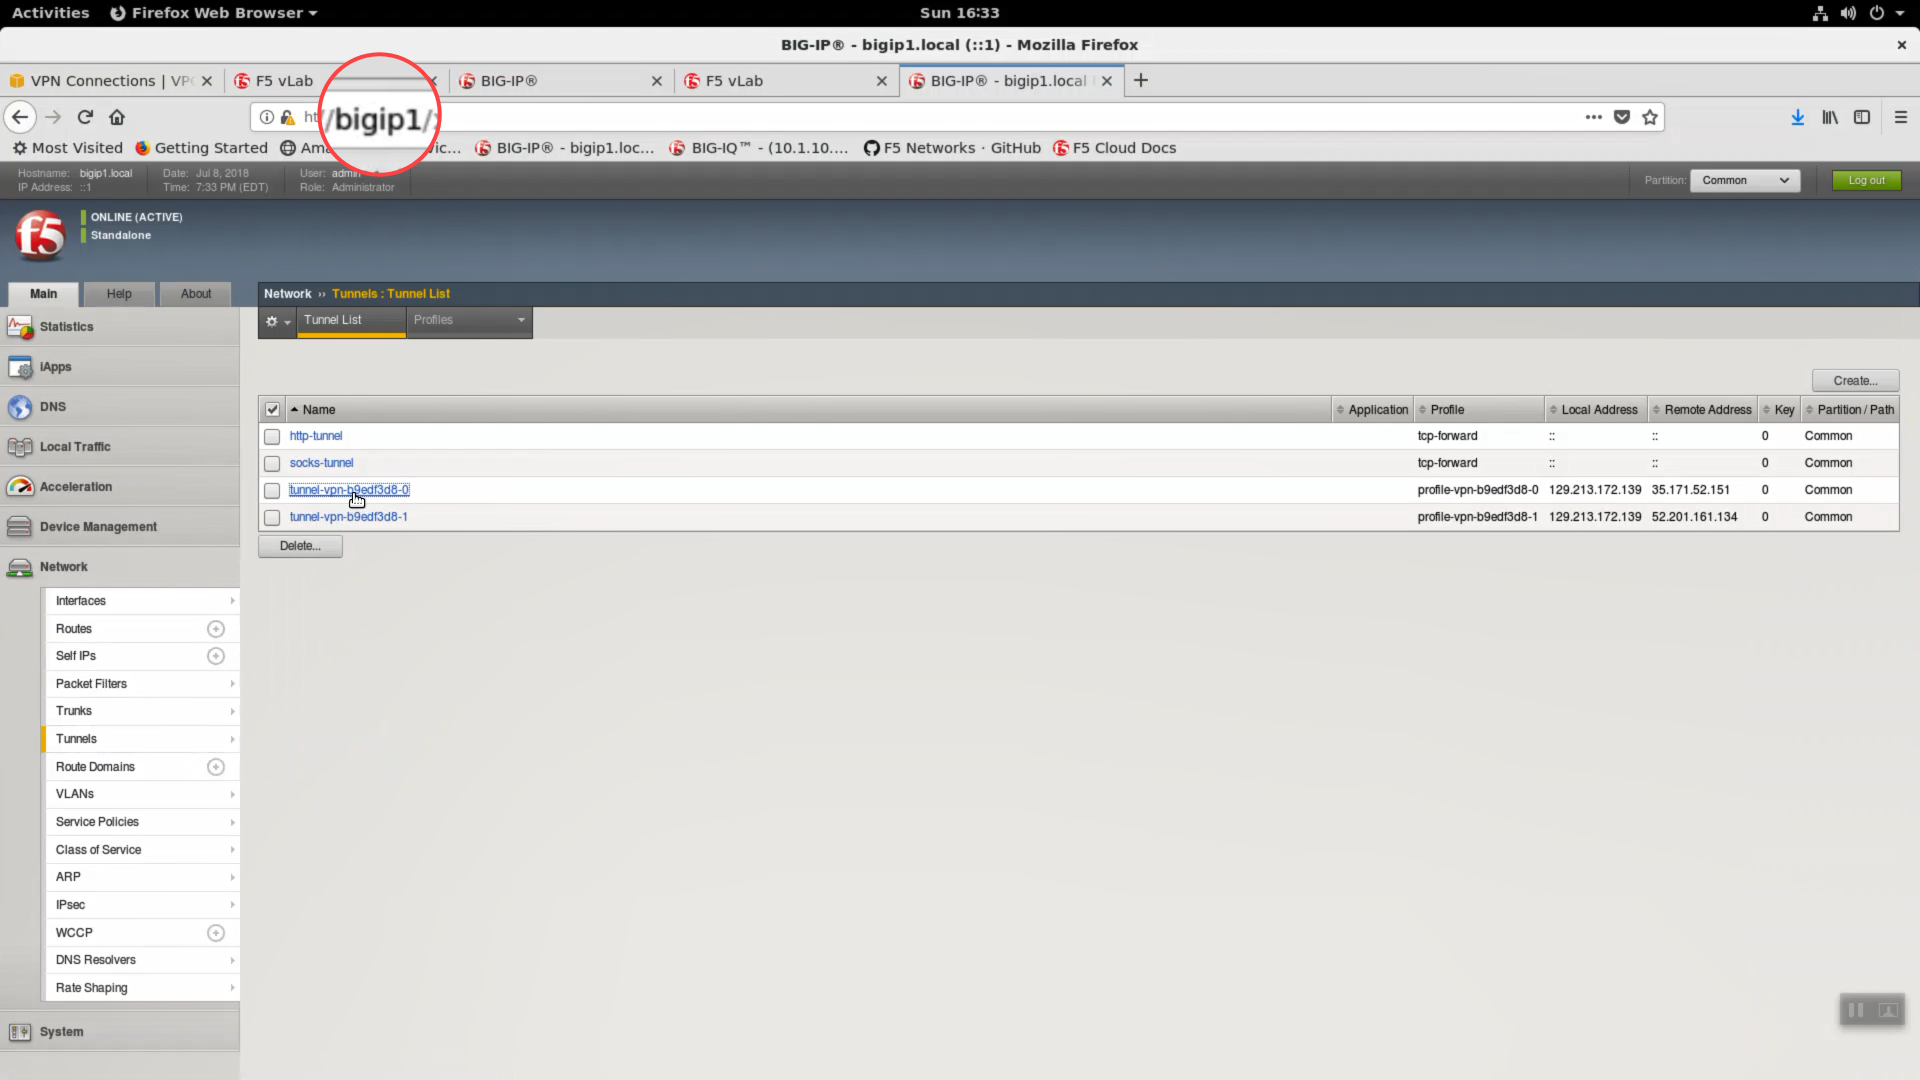 Activities Firefox Web Browser Sun 16:33
BIG-IP® - bigip1.local (::1) - Mozilla Firefox
VPN Connections | VP F5 vLab BIG-IP® F5 vLab BIG-IP® - bigip1.local
ht //bigip1/
Most Visited Getting Started Ama ic... BIG-IP® - bigip1.loc... BIG-IQ™ - (10.1.10.... F5 Networks · GitHub F5 Cloud Docs
Hostname: bigip1.local Date: Jul 8, 2018 User: admin
IP Address: ::1 Time: 7:33 PM (EDT) Role: Administrator
Partition: Common Log out
f5
ONLINE (ACTIVE)
Standalone
Main Help About
Network ›› Tunnels : Tunnel List
Tunnel List Profiles
Create...
Name Application Profile Local Address Remote Address Key Partition / Path
http-tunnel tcp-forward :: :: 0 Common
socks-tunnel tcp-forward :: :: 0 Common
tunnel-vpn-b9edf3d8-0 profile-vpn-b9edf3d8-0 129.213.172.139 35.171.52.151 0 Common
tunnel-vpn-b9edf3d8-1 profile-vpn-b9edf3d8-1 129.213.172.139 52.201.161.134 0 Common
Delete...
Statistics
iApps
DNS
Local Traffic
Acceleration
Device Management
Network
Interfaces
Routes
Self IPs
Packet Filters
Trunks
Tunnels
Route Domains
VLANs
Service Policies
Class of Service
ARP
IPsec
WCCP
DNS Resolvers
Rate Shaping
System